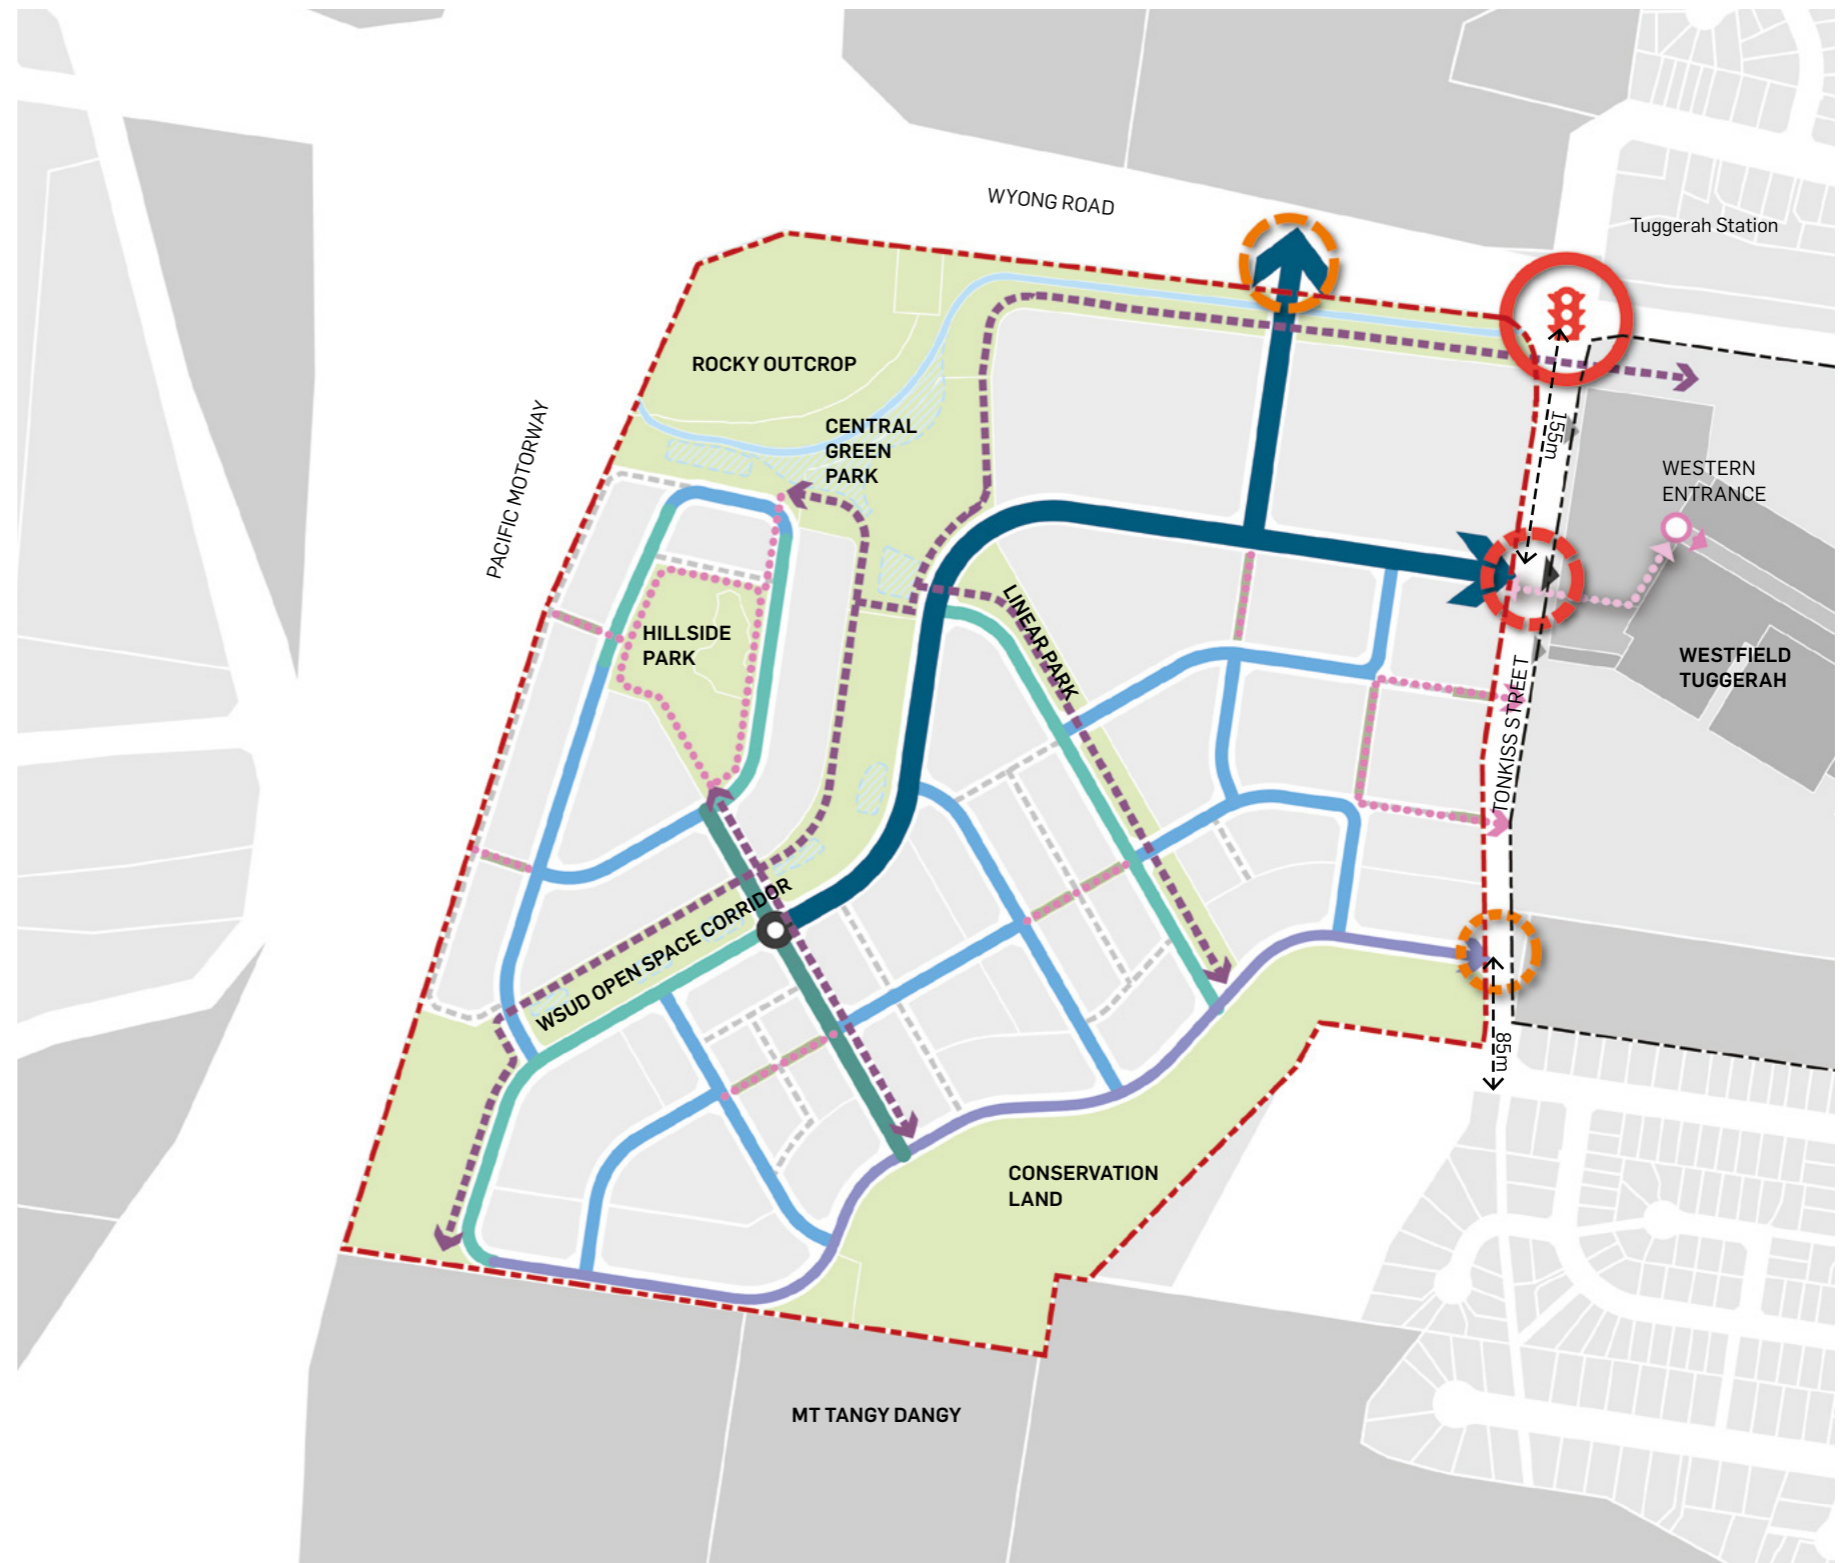 WYONG ROAD
Tuggerah Station
ROCKY OUTCROP
CENTRAL
GREEN
PARK
155m
WESTERN
ENTRANCE
PACIFIC MOTORWAY
LINEAR PARK
HILLSIDE
PARK
WESTFIELD
TUGGERAH
TONKISS STREET
WSUD OPEN SPACE CORRIDOR
85m
CONSERVATION
LAND
MT TANGY DANGY